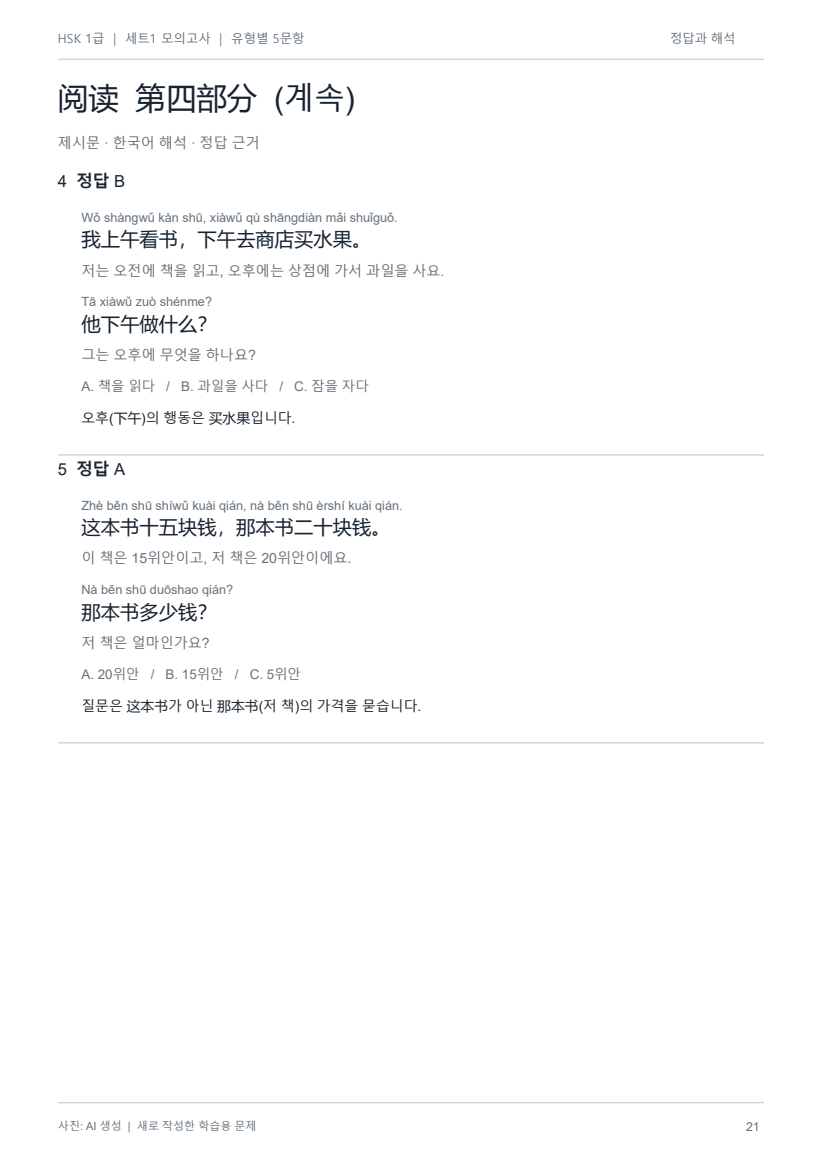 HSK 1급 | 세트1 모의고사 | 유형별 5문항 정답과 해석
阅读 第四部分 (계속)
제시문 · 한국어 해석 · 정답 근거
4 정답 B
Wǒ shàngwǔ kàn shū, xiàwǔ qù shāngdiàn mǎi shuǐguǒ.
我上午看书，下午去商店买水果。
저는 오전에 책을 읽고, 오후에는 상점에 가서 과일을 사요.
Tā xiàwǔ zuò shénme?
他下午做什么？
그는 오후에 무엇을 하나요?
A. 책을 읽다 / B. 과일을 사다 / C. 잠을 자다
오후(下午)의 행동은 买水果입니다.
5 정답 A
Zhè běn shū shíwǔ kuài qián, nà běn shū èrshí kuài qián.
这本书十五块钱，那本书二十块钱。
이 책은 15위안이고, 저 책은 20위안이에요.
Nà běn shū duōshao qián?
那本书多少钱？
저 책은 얼마인가요?
A. 20위안 / B. 15위안 / C. 5위안
질문은 这本书가 아닌 那本书(저 책)의 가격을 묻습니다.
사진: AI 생성 | 새로 작성한 학습용 문제 21